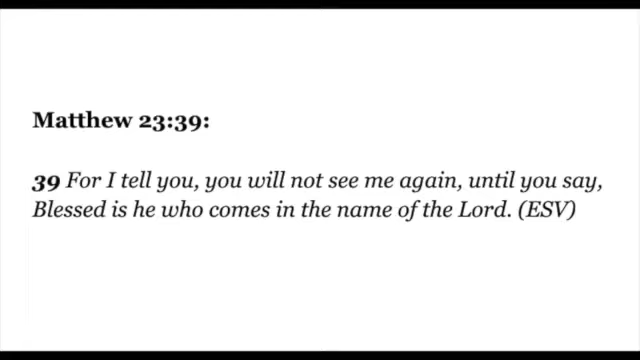 Matthew 23:39:
39 For I tell you, you will not see me again, until you say,
Blessed is he who comes in the name of the Lord. (ESV)